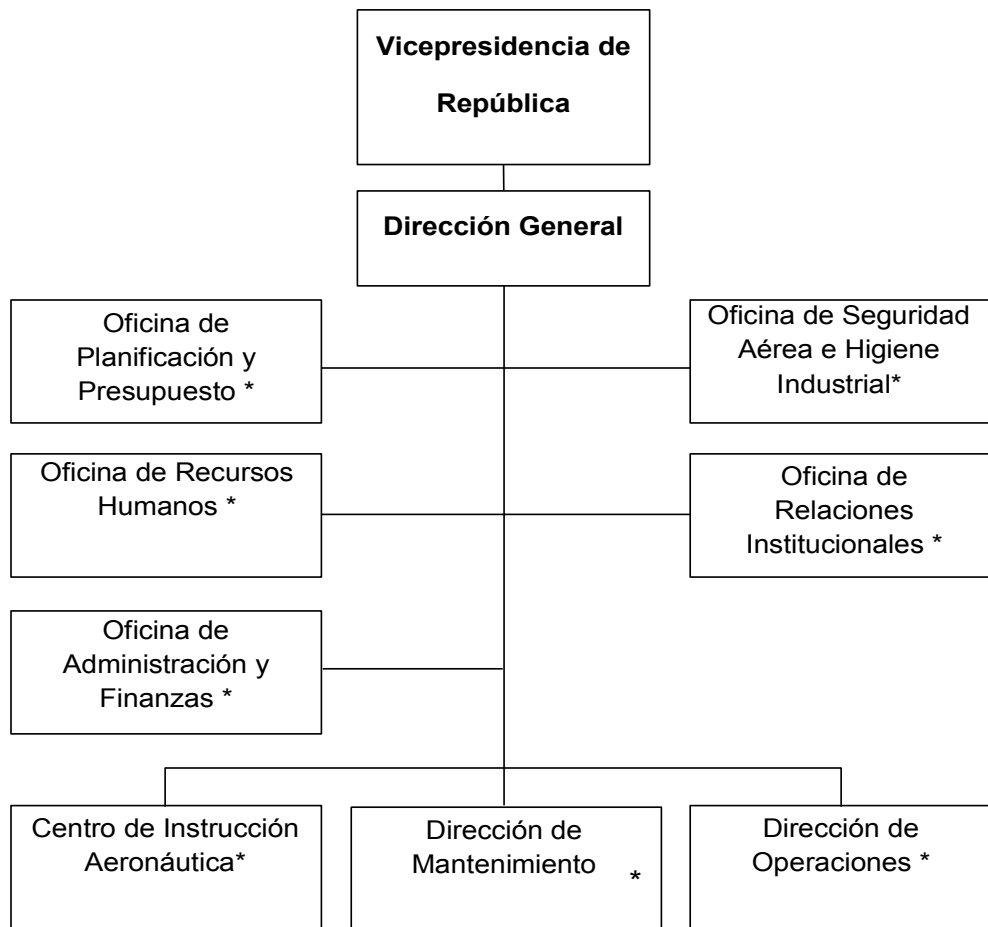 Vicepresidencia de
República
Dirección General
Oficina de
Planificación y
Presupuesto *
Oficina de Seguridad
Aérea e Higiene
Industrial*
Oficina de Recursos
Humanos *
Oficina de
Relaciones
Institucionales *
Oficina de
Administración y
Finanzas *
Centro de Instrucción
Aeronáutica*
Dirección de
Mantenimiento *
Dirección de
Operaciones *